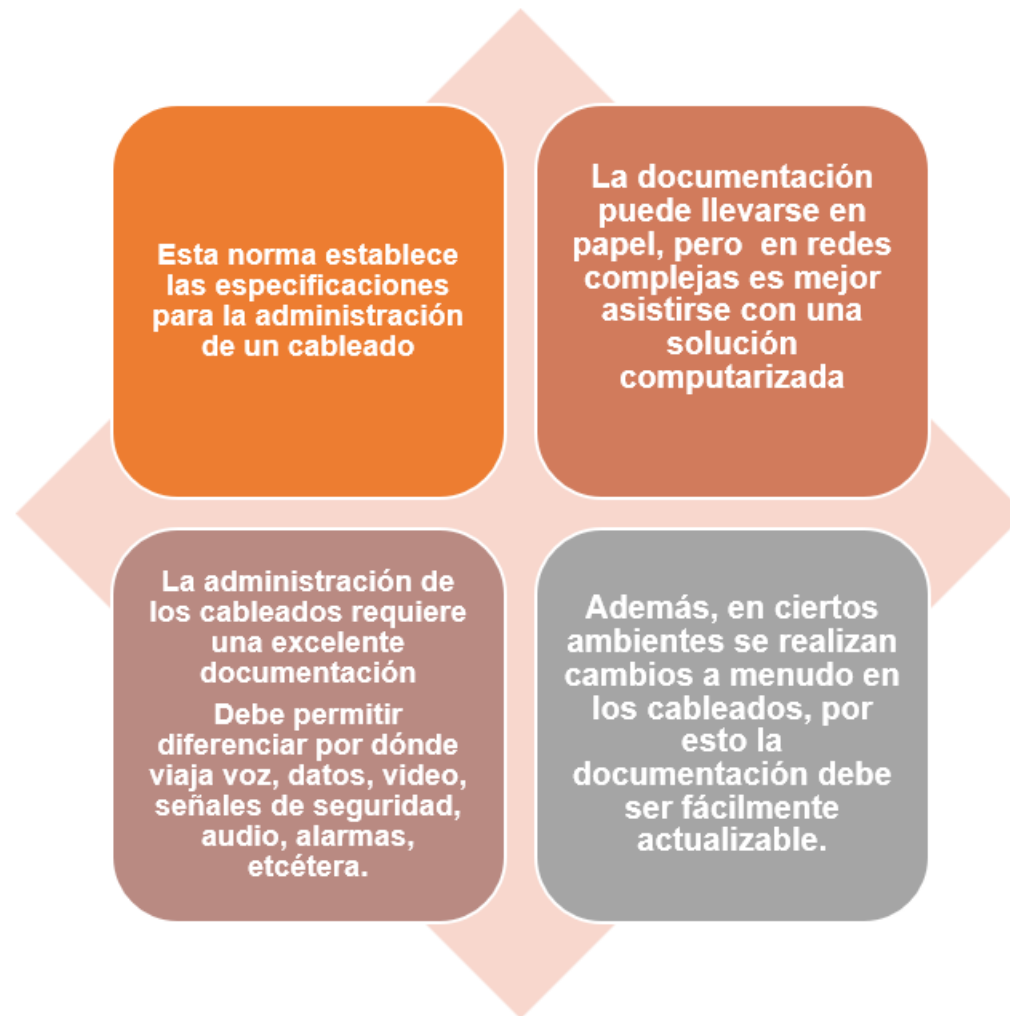 Esta norma establece
las especificaciones
para la administración
de un cableado
La documentación
puede llevarse en
papel, pero  en redes
complejas es mejor
asistirse con una
solución
computarizada
La administración de
los cableados requiere
una excelente
documentación
Debe permitir
diferenciar por dónde
viaja voz, datos, video,
señales de seguridad,
audio, alarmas,
etcétera.
Además, en ciertos
ambientes se realizan
cambios a menudo en
los cableados, por
esto la
documentación debe
ser fácilmente
actualizable.